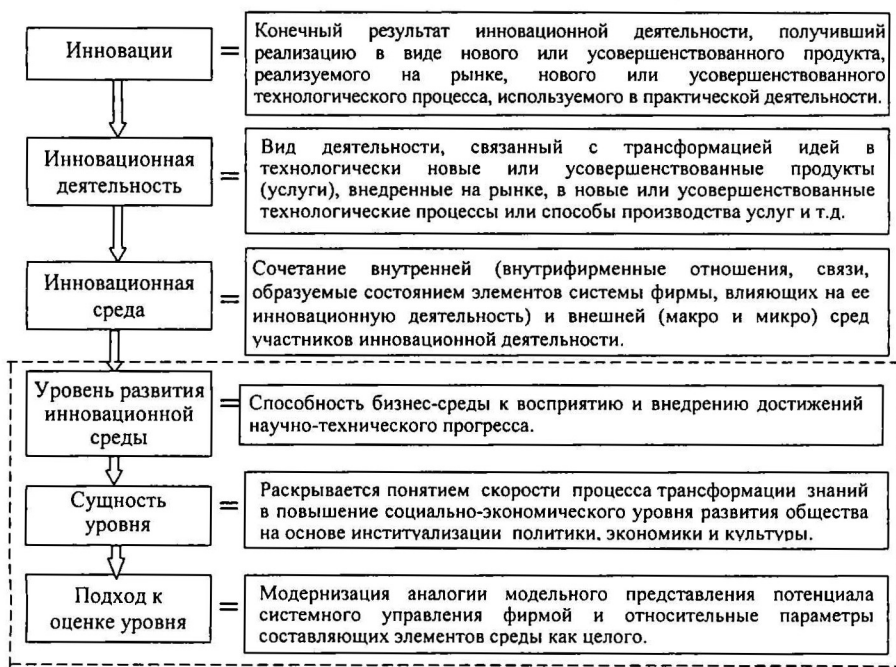 Инновации
=
Конечный результат инновационной деятельности, получивший
реализацию в виде нового или усовершенствованного продукта,
реализуемого на рынке, нового или усовершенствованного
технологического процесса, используемого в практической деятельности.
Инновационная
деятельность
=
Вид деятельности, связанный с трансформацией идей в
технологически новые или усовершенствованные продукты
(услуги), внедренные на рынке, в новые или усовершенствованные
технологические процессы или способы производства услуг и т.д.
Инновационная
среда
=
Сочетание внутренней (внутрифирменные отношения, связи,
образуемые состоянием элементов системы фирмы, влияющих на ее
инновационную деятельность) и внешней (макро и микро) сред
участников инновационной деятельности.
Уровень развития
инновационной
среды
=
Способность бизнес-среды к восприятию и внедрению достижений
научно-технического прогресса.
Сущность
уровня
=
Раскрывается понятием скорости процесса трансформации знаний
в повышение социально-экономического уровня развития общества
на основе институализации политики, экономики и культуры.
Подход к
оценке уровня
=
Модернизация аналогии модельного представления потенциала
системного управления фирмой и относительные параметры
составляющих элементов среды как целого.